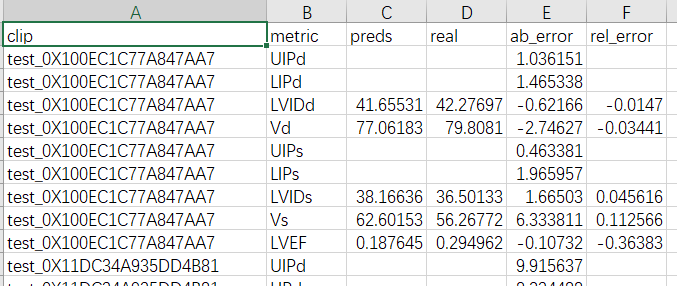 A B C D E F
clip metric preds real ab_error rel_error
test_0X100EC1C77A847AA7 UIPd 1.036151
test_0X100EC1C77A847AA7 LIPd 1.465338
test_0X100EC1C77A847AA7 LVIDd 41.65531 42.27697 -0.62166 -0.0147
test_0X100EC1C77A847AA7 Vd 77.06183 79.8081 -2.74627 -0.03441
test_0X100EC1C77A847AA7 UIPs 0.463381
test_0X100EC1C77A847AA7 LIPs 1.965957
test_0X100EC1C77A847AA7 LVIDs 38.16636 36.50133 1.66503 0.045616
test_0X100EC1C77A847AA7 Vs 62.60153 56.26772 6.333811 0.112566
test_0X100EC1C77A847AA7 LVEF 0.187645 0.294962 -0.10732 -0.36383
test_0X11DC34A935DD4B81 UIPd 9.915637